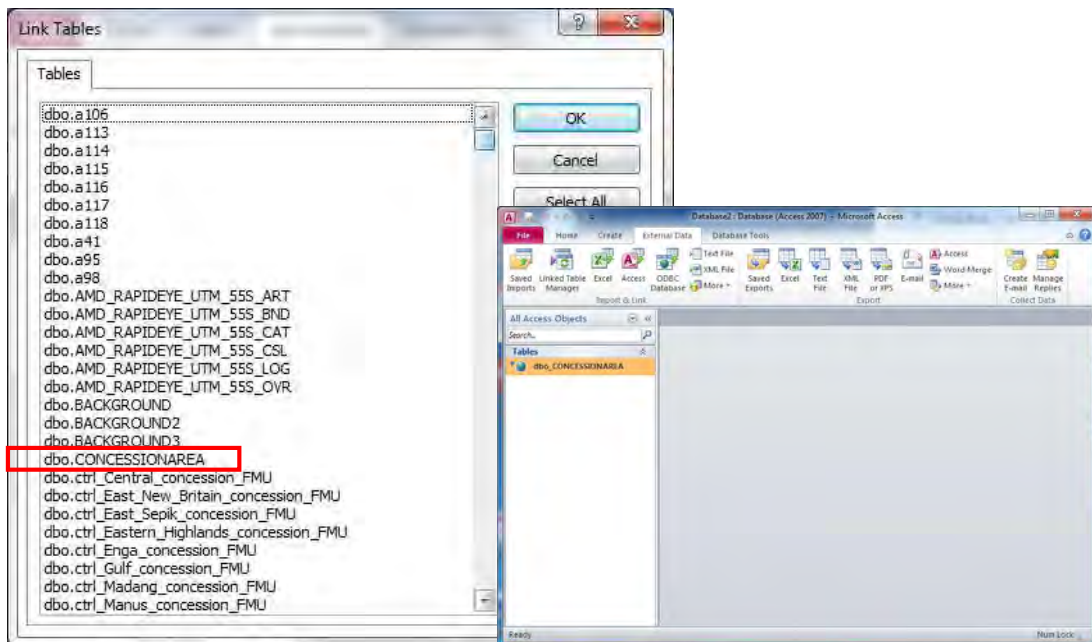 Link Tables
Tables
dbo.a106
dbo.a113
dbo.a114
dbo.a115
dbo.a116
dbo.a117
dbo.a118
dbo.a41
dbo.a95
dbo.a98
dbo.AMD_RAPIDEYE_UTM_55S_ART
dbo.AMD_RAPIDEYE_UTM_55S_BND
dbo.AMD_RAPIDEYE_UTM_55S_CAT
dbo.AMD_RAPIDEYE_UTM_55S_CSL
dbo.AMD_RAPIDEYE_UTM_55S_LOG
dbo.AMD_RAPIDEYE_UTM_55S_OVR
dbo.BACKGROUND
dbo.BACKGROUND2
dbo.BACKGROUND3
dbo.CONCESSIONAREA
dbo.ctrl_Central_concession_FMU
dbo.ctrl_East_New_Britain_concession_FMU
dbo.ctrl_East_Sepik_concession_FMU
dbo.ctrl_Eastern_Highlands_concession_FMU
dbo.ctrl_Enga_concession_FMU
dbo.ctrl_Gulf_concession_FMU
dbo.ctrl_Madang_concession_FMU
dbo.ctrl_Manus_concession_FMU
OK
Cancel
Select All
Database2 : Database (Access 2007) - Microsoft Access
File Home Create External Data Database Tools
Saved Imports
Linked Table Manager
Excel
Access
ODBC Database
Text File
XML File
More
Import & Link
Saved Exports
Excel
Text File
XML File
PDF or XPS
E-mail
Access
Word Merge
More
Export
Create E-mail
Manage Replies
Collect Data
All Access Objects
Search...
Tables
dbo_CONCESSIONAREA
Ready
Num Lock